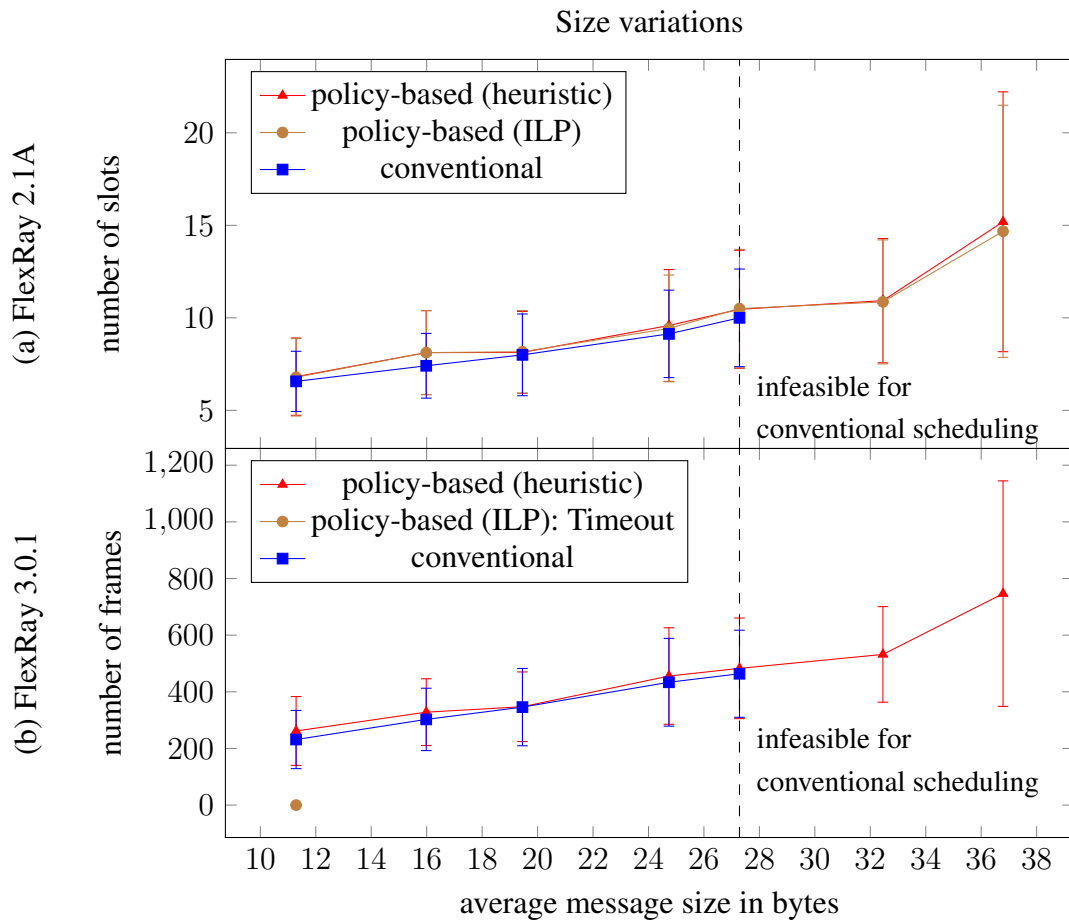 Size variations
(a) FlexRay 2.1A
number of slots
20
15
10
5
policy-based (heuristic)
policy-based (ILP)
conventional
infeasible for
conventional scheduling
(b) FlexRay 3.0.1
number of frames
1,200
1,000
800
600
400
200
0
policy-based (heuristic)
policy-based (ILP): Timeout
conventional
infeasible for
conventional scheduling
10 12 14 16 18 20 22 24 26 28 30 32 34 36 38
average message size in bytes